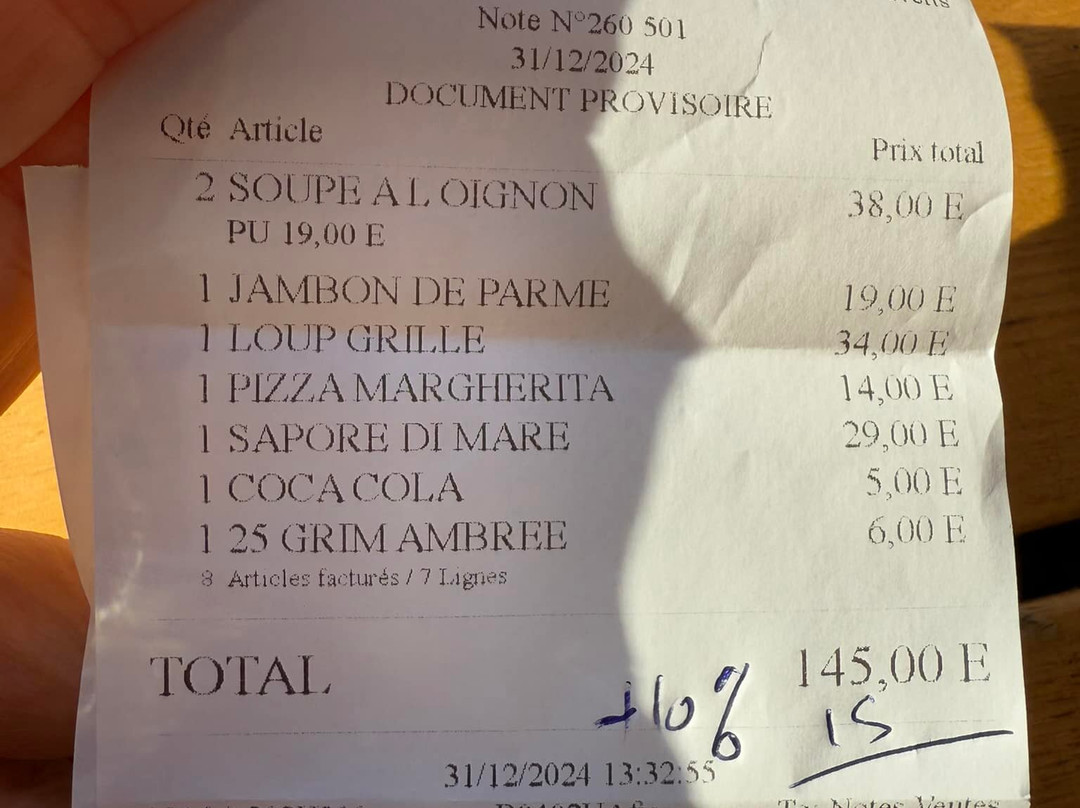 Note N°260 501
31/12/2024
DOCUMENT PROVISOIRE
Qté Article Prix total
2 SOUPE A L OIGNON 38,00 E
PU 19,00 E
1 JAMBON DE PARME 19,00 E
1 LOUP GRILLE 34,00 E
1 PIZZA MARGHERITA 14,00 E
1 SAPORE DI MARE 29,00 E
1 COCA COLA 5,00 E
1 25 GRIM AMBREE 6,00 E
8 Articles facturés / 7 Lignes
TOTAL 145,00 E
+10% 15
31/12/2024 13:32:55
Notes Ventes